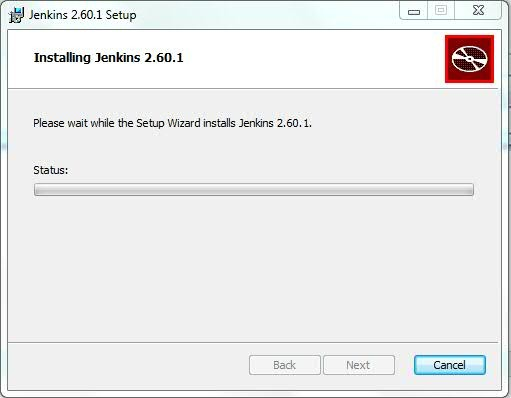 Jenkins 2.60.1 Setup
Installing Jenkins 2.60.1
Please wait while the Setup Wizard installs Jenkins 2.60.1.
Status:
Back Next Cancel